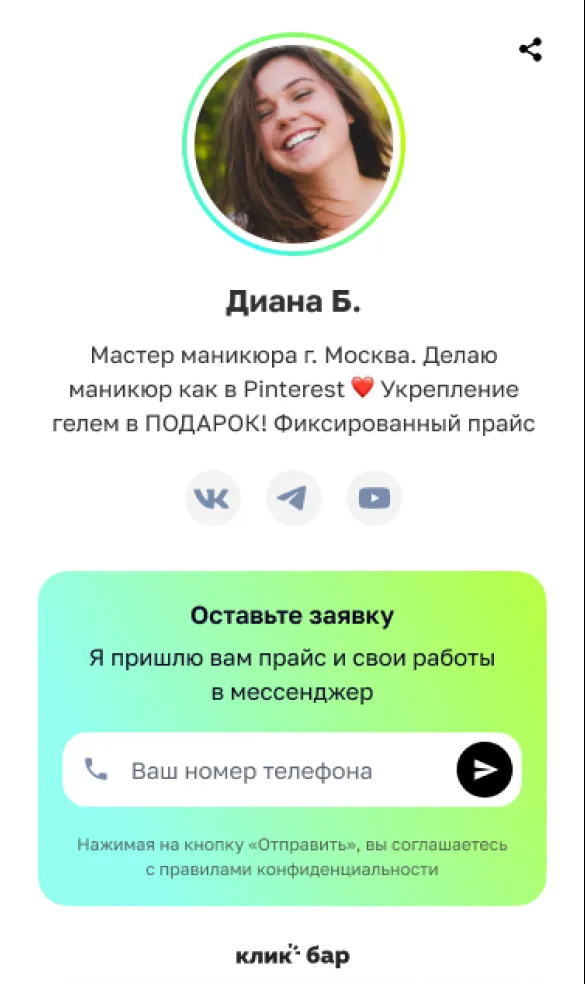 Диана Б.
Мастер маникюра г. Москва. Делаю
маникюр как в Pinterest ❤️ Укрепление
гелем в ПОДАРОК! Фиксированный прайс
Оставьте заявку
Я пришлю вам прайс и свои работы
в мессенджер
Ваш номер телефона
Нажимая на кнопку «Отправить», вы соглашаетесь
с правилами конфиденциальности
клик бар